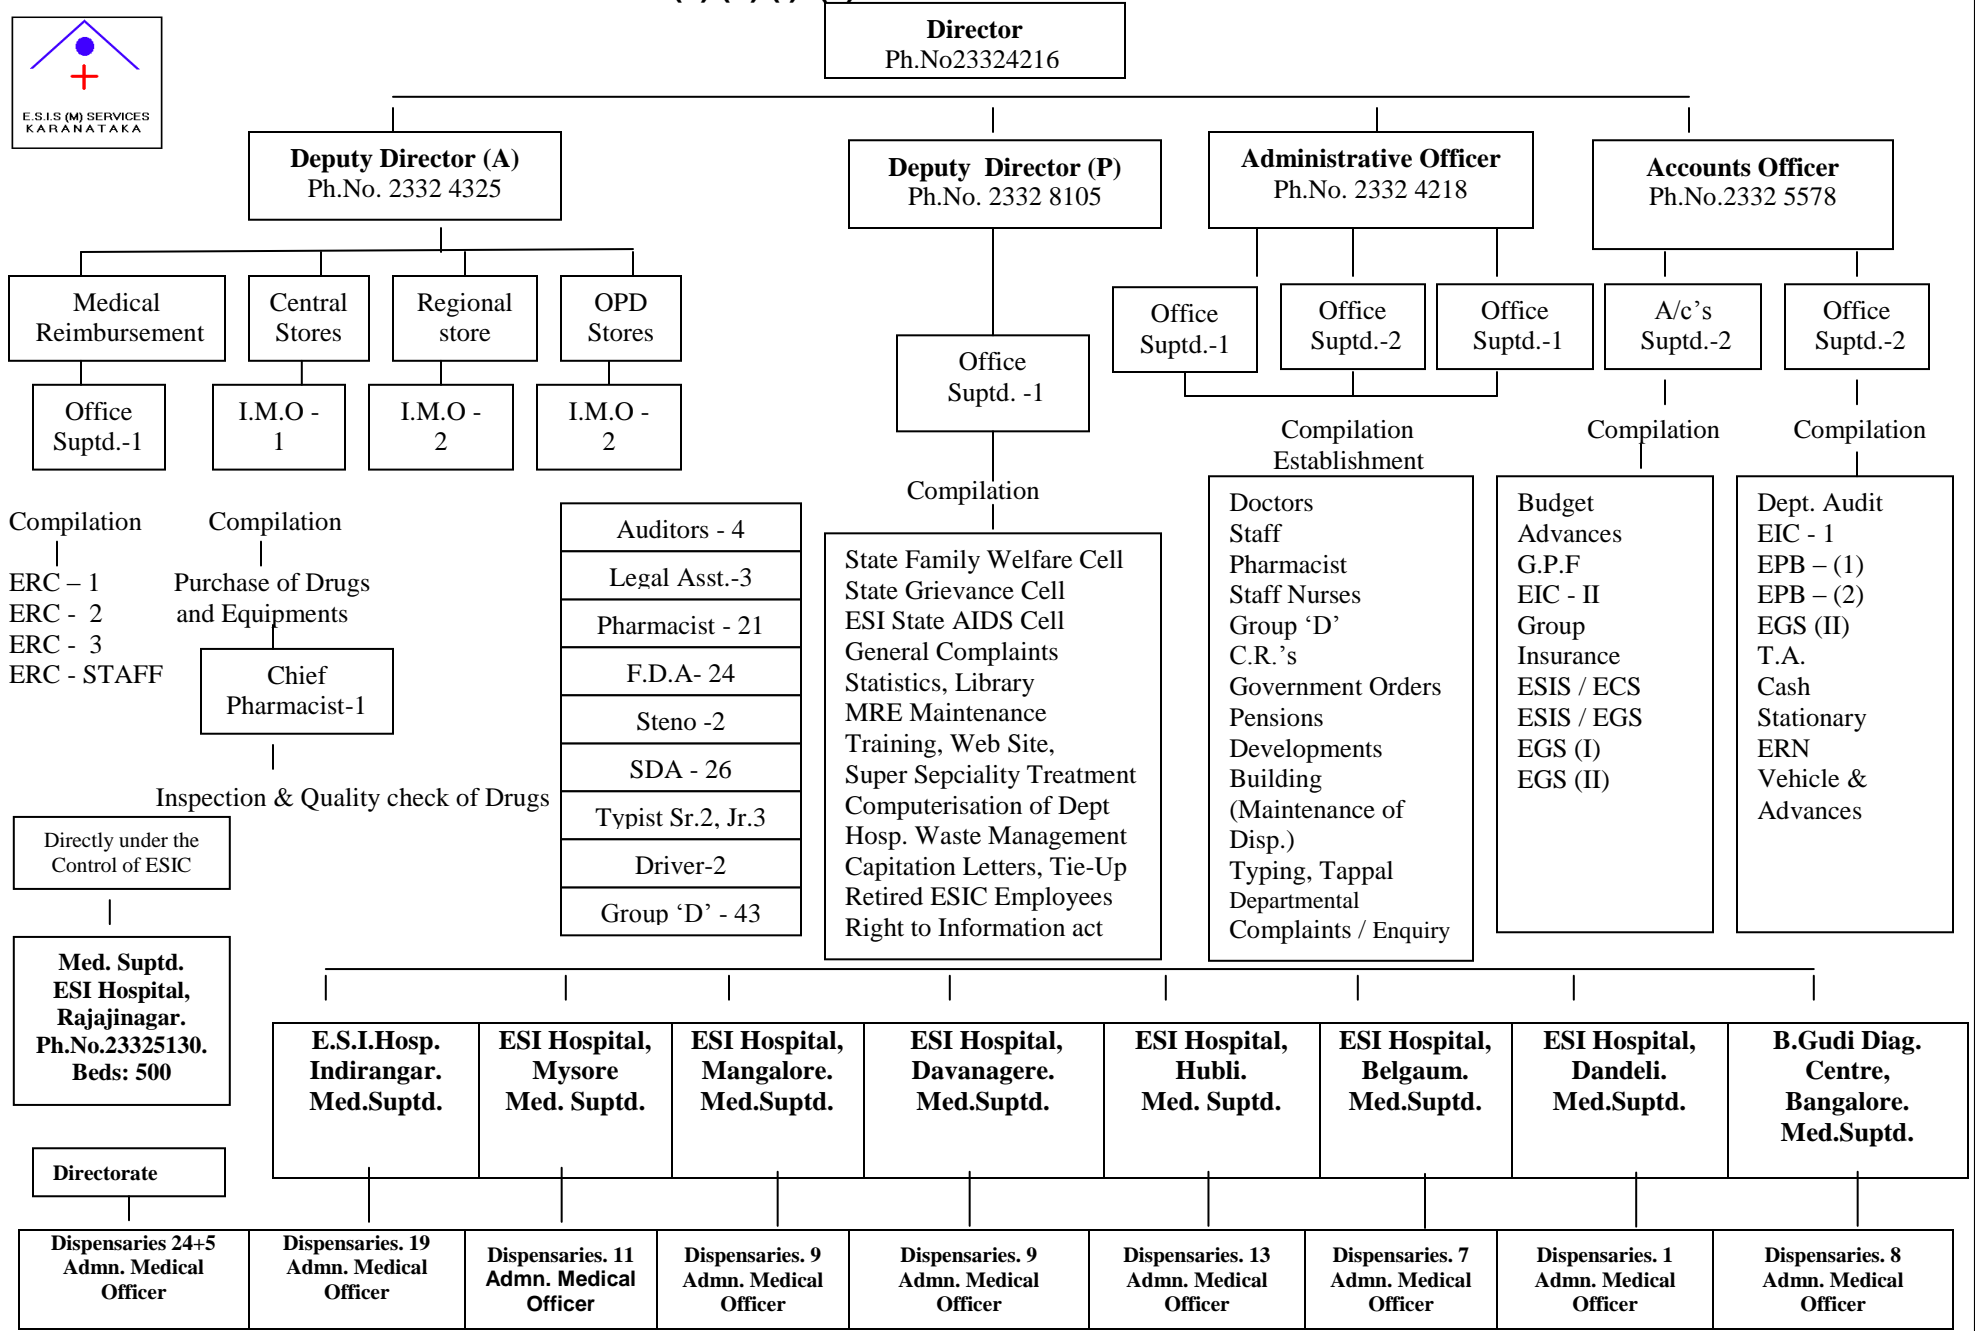 Director
Ph.No23324216
E.S.I.S (M) SERVICES
KARANATAKA
Deputy Director (A)
Ph.No. 2332 4325
Deputy  Director (P)
Ph.No. 2332 8105
Administrative Officer
Ph.No. 2332 4218
Accounts Officer
Ph.No.2332 5578
Medical
Reimbursement
Central
Stores
Regional
store
OPD
Stores
Office
Suptd.-1
I.M.O -
1
I.M.O -
2
I.M.O -
2
Office
Suptd. -1
Office
Suptd.-1
Office
Suptd.-2
Office
Suptd.-1
A/c’s
Suptd.-2
Office
Suptd.-2
Compilation
ERC – 1
ERC -  2
ERC -  3
ERC - STAFF
Compilation
Purchase of Drugs
and Equipments
Chief
Pharmacist-1
Inspection & Quality check of Drugs
Auditors - 4
Legal Asst.-3
Pharmacist - 21
F.D.A- 24
Steno -2
SDA - 26
Typist Sr.2, Jr.3
Driver-2
Group ‘D’ - 43
Compilation
State Family Welfare Cell
State Grievance Cell
ESI State AIDS Cell
General Complaints
Statistics, Library
MRE Maintenance
Training, Web Site,
Super Sepciality Treatment
Computerisation of Dept
Hosp. Waste Management
Capitation Letters, Tie-Up
Retired ESIC Employees
Right to Information act
Compilation
Establishment
Doctors
Staff
Pharmacist
Staff Nurses
Group ‘D’
C.R.’s
Government Orders
Pensions
Developments
Building
(Maintenance of
Disp.)
Typing, Tappal
Departmental
Complaints / Enquiry
Compilation
Budget
Advances
G.P.F
EIC - II
Group
Insurance
ESIS / ECS
ESIS / EGS
EGS (I)
EGS (II)
Compilation
Dept. Audit
EIC - 1
EPB – (1)
EPB – (2)
EGS (II)
T.A.
Cash
Stationary
ERN
Vehicle &
Advances
Directly under the
Control of ESIC
Med. Suptd.
ESI Hospital,
Rajajinagar.
Ph.No.23325130.
Beds: 500
E.S.I.Hosp.
Indirangar.
Med.Suptd.
ESI Hospital,
Mysore
Med. Suptd.
ESI Hospital,
Mangalore.
Med.Suptd.
ESI Hospital,
Davanagere.
Med.Suptd.
ESI Hospital,
Hubli.
Med. Suptd.
ESI Hospital,
Belgaum.
Med.Suptd.
ESI Hospital,
Dandeli.
Med.Suptd.
B.Gudi Diag.
Centre,
Bangalore.
Med.Suptd.
Directorate
Dispensaries 24+5
Admn. Medical
Officer
Dispensaries. 19
Admn. Medical
Officer
Dispensaries. 11
Admn. Medical
Officer
Dispensaries. 9
Admn. Medical
Officer
Dispensaries. 9
Admn. Medical
Officer
Dispensaries. 13
Admn. Medical
Officer
Dispensaries. 7
Admn. Medical
Officer
Dispensaries. 1
Admn. Medical
Officer
Dispensaries. 8
Admn. Medical
Officer